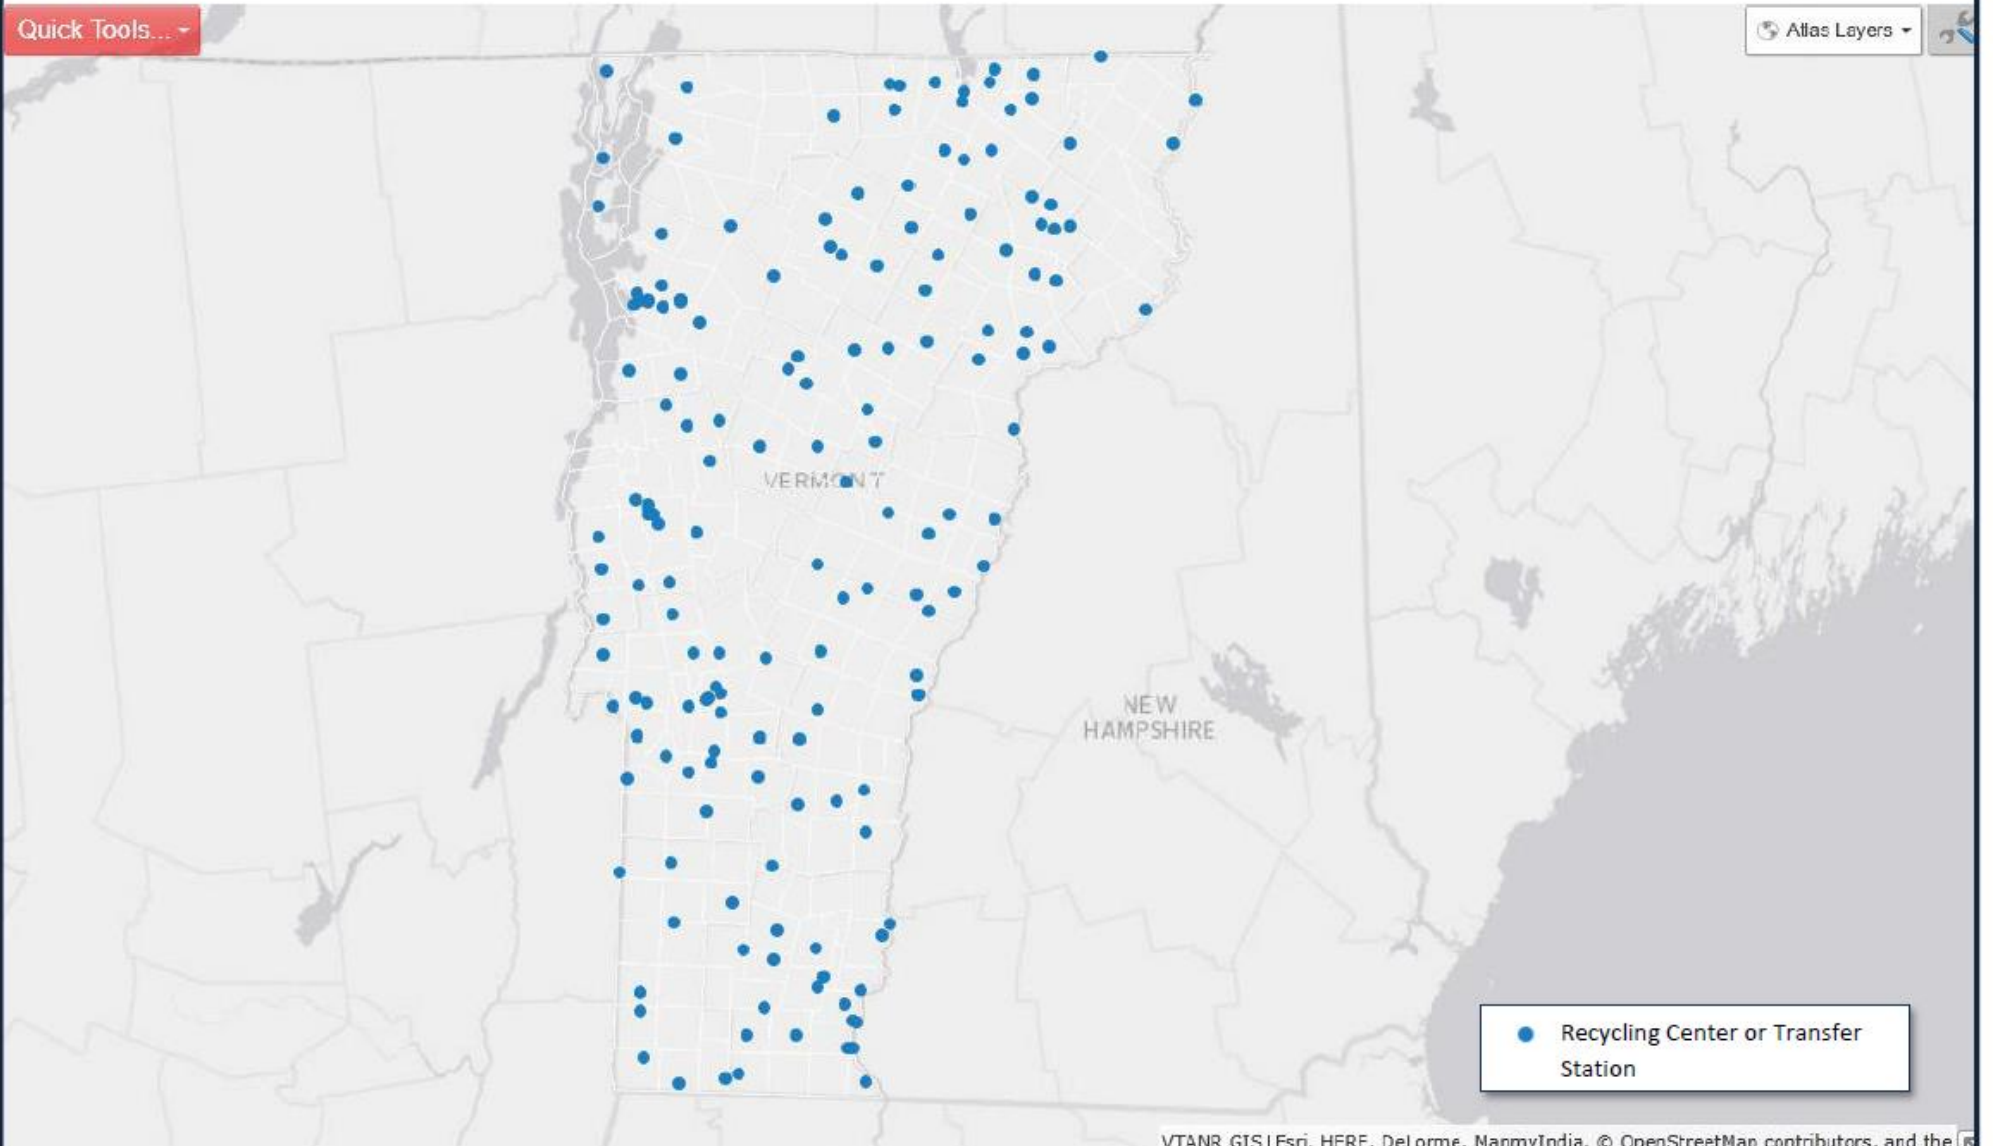 Quick Tools...
Atlas Layers
VERMONT
NEW
HAMPSHIRE
Recycling Center or Transfer
Station
VTANR GIS | Esri, HERE, DeLorme, MapmyIndia, © OpenStreetMap contributors, and the